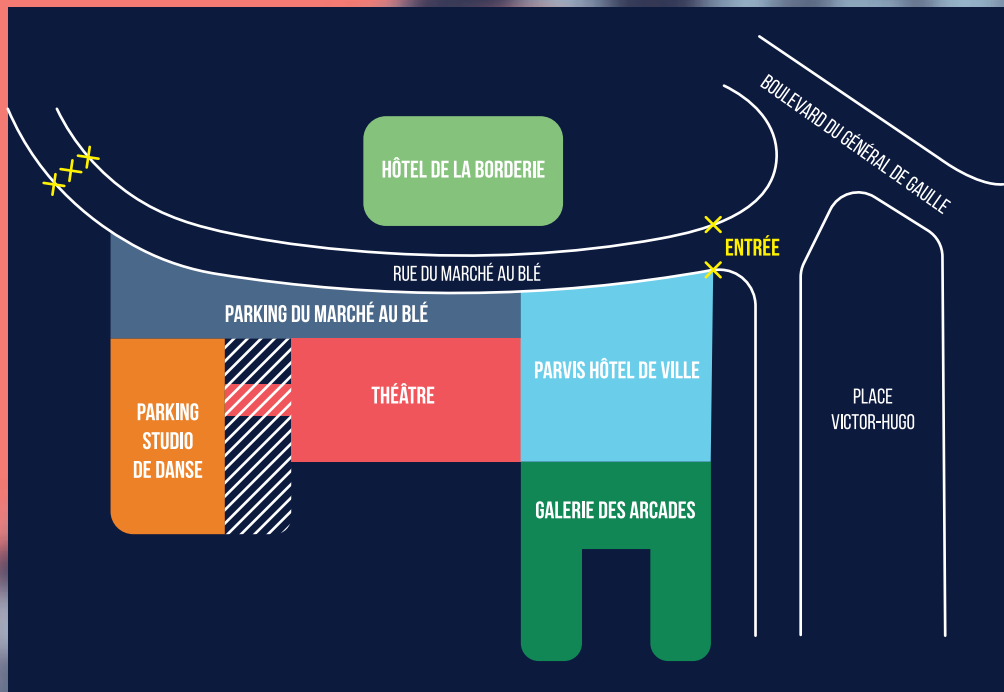 BOULEVARD DU GÉNÉRAL DE GAULLE
HÔTEL DE LA BORDERIE
ENTRÉE
RUE DU MARCHÉ AU BLÉ
PARKING DU MARCHÉ AU BLÉ
PARVIS HÔTEL DE VILLE
THÉÂTRE
PLACE
VICTOR-HUGO
PARKING
STUDIO
DE DANSE
GALERIE DES ARCADES